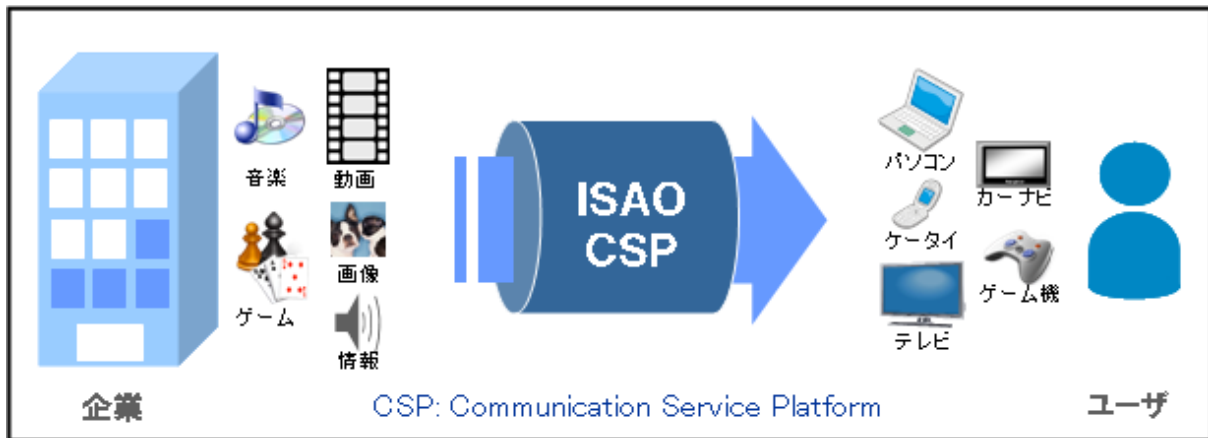 音楽
動画
ゲーム
画像
情報
企業
ISAO
CSP
CSP: Communication Service Platform
パソコン
カーナビ
ケータイ
ゲーム機
テレビ
ユーザ